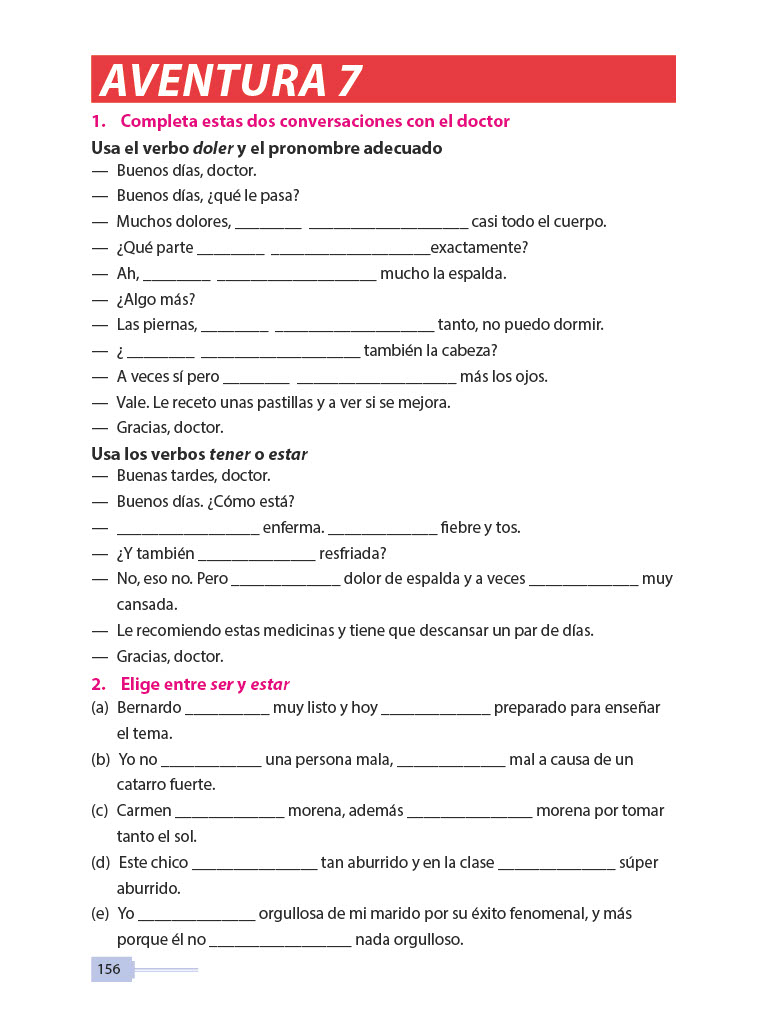 AVENTURA 7
1. Completa estas dos conversaciones con el doctor
Usa el verbo doler y el pronombre adecuado
— Buenos días, doctor.
— Buenos días, ¿qué le pasa?
— Muchos dolores, ________ ___________________ casi todo el cuerpo.
— ¿Qué parte ________ ___________________exactamente?
— Ah, ________ ___________________ mucho la espalda.
— ¿Algo más?
— Las piernas, ________ ___________________ tanto, no puedo dormir.
— ¿ ________ ___________________ también la cabeza?
— A veces sí pero ________ ___________________ más los ojos.
— Vale. Le receto unas pastillas y a ver si se mejora.
— Gracias, doctor.
Usa los verbos tener o estar
— Buenas tardes, doctor.
— Buenos días. ¿Cómo está?
— _________________ enferma. _____________ fiebre y tos.
— ¿Y también ______________ resfriada?
— No, eso no. Pero _____________ dolor de espalda y a veces _____________ muy
cansada.
— Le recomiendo estas medicinas y tiene que descansar un par de días.
— Gracias, doctor.
2. Elige entre ser y estar
(a) Bernardo __________ muy listo y hoy _____________ preparado para enseñar
el tema.
(b) Yo no ____________ una persona mala, _____________ mal a causa de un
catarro fuerte.
(c) Carmen _____________ morena, además _______________ morena por tomar
tanto el sol.
(d) Este chico _______________ tan aburrido y en la clase ______________ súper
aburrido.
(e) Yo ______________ orgullosa de mi marido por su éxito fenomenal, y más
porque él no _________________ nada orgulloso.
156